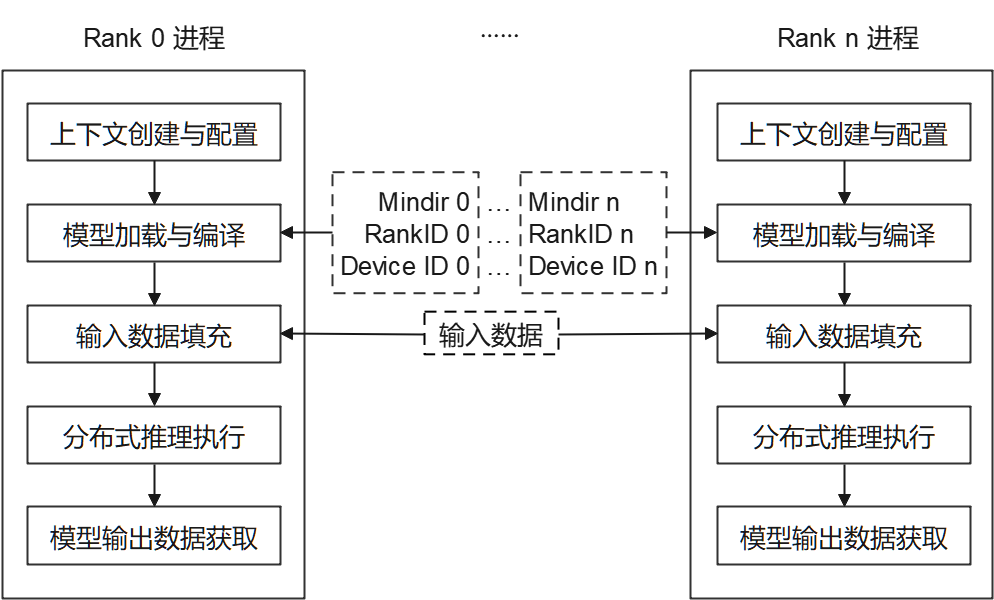 Rank 0 进程
······
Rank n 进程
上下文创建与配置
上下文创建与配置
模型加载与编译
Mindir 0 … Mindir n
RankID 0 … RankID n
Device ID 0 … Device ID n
模型加载与编译
输入数据填充
输入数据
输入数据填充
分布式推理执行
分布式推理执行
模型输出数据获取
模型输出数据获取